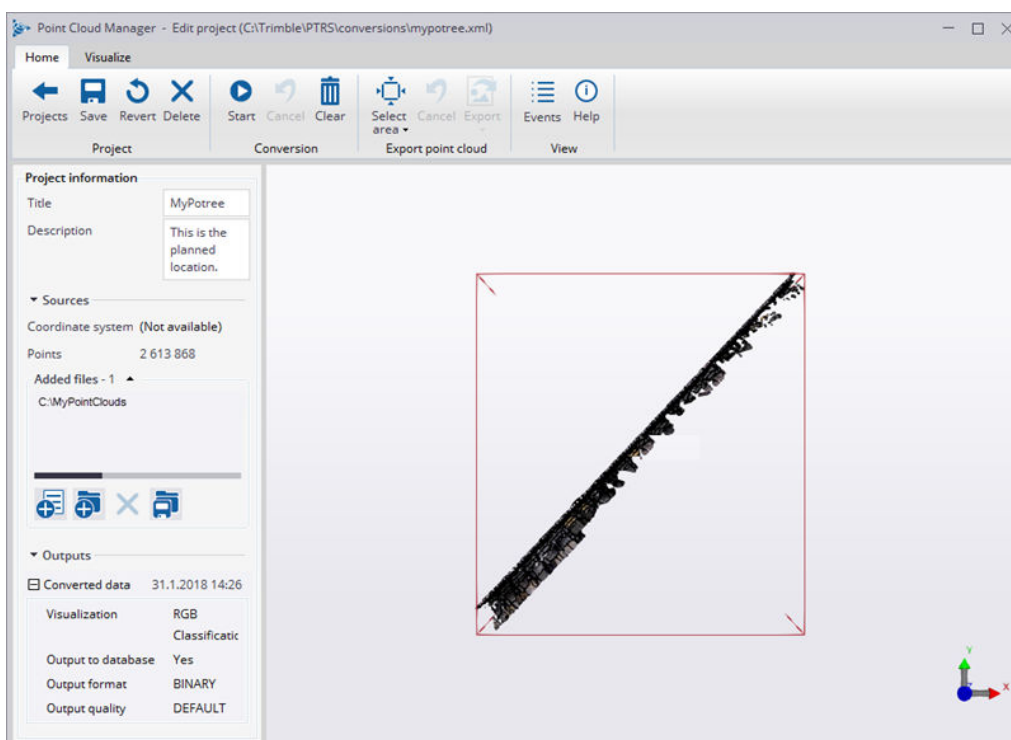 Point Cloud Manager - Edit project (C:\Trimble\PTRS\conversions\mypotree.xml)
Home Visualize
Projects Save Revert Delete Start Cancel Clear Select area Cancel Export Events Help
Project Conversion Export point cloud View
Project information
Title MyPotree
Description This is the
planned
location.
Sources
Coordinate system (Not available)
Points 2 613 868
Added files - 1
C:\MyPointClouds
Outputs
Converted data 31.1.2018 14:26
Visualization RGB
Classificatic
Output to database Yes
Output format BINARY
Output quality DEFAULT
Y
X
Z